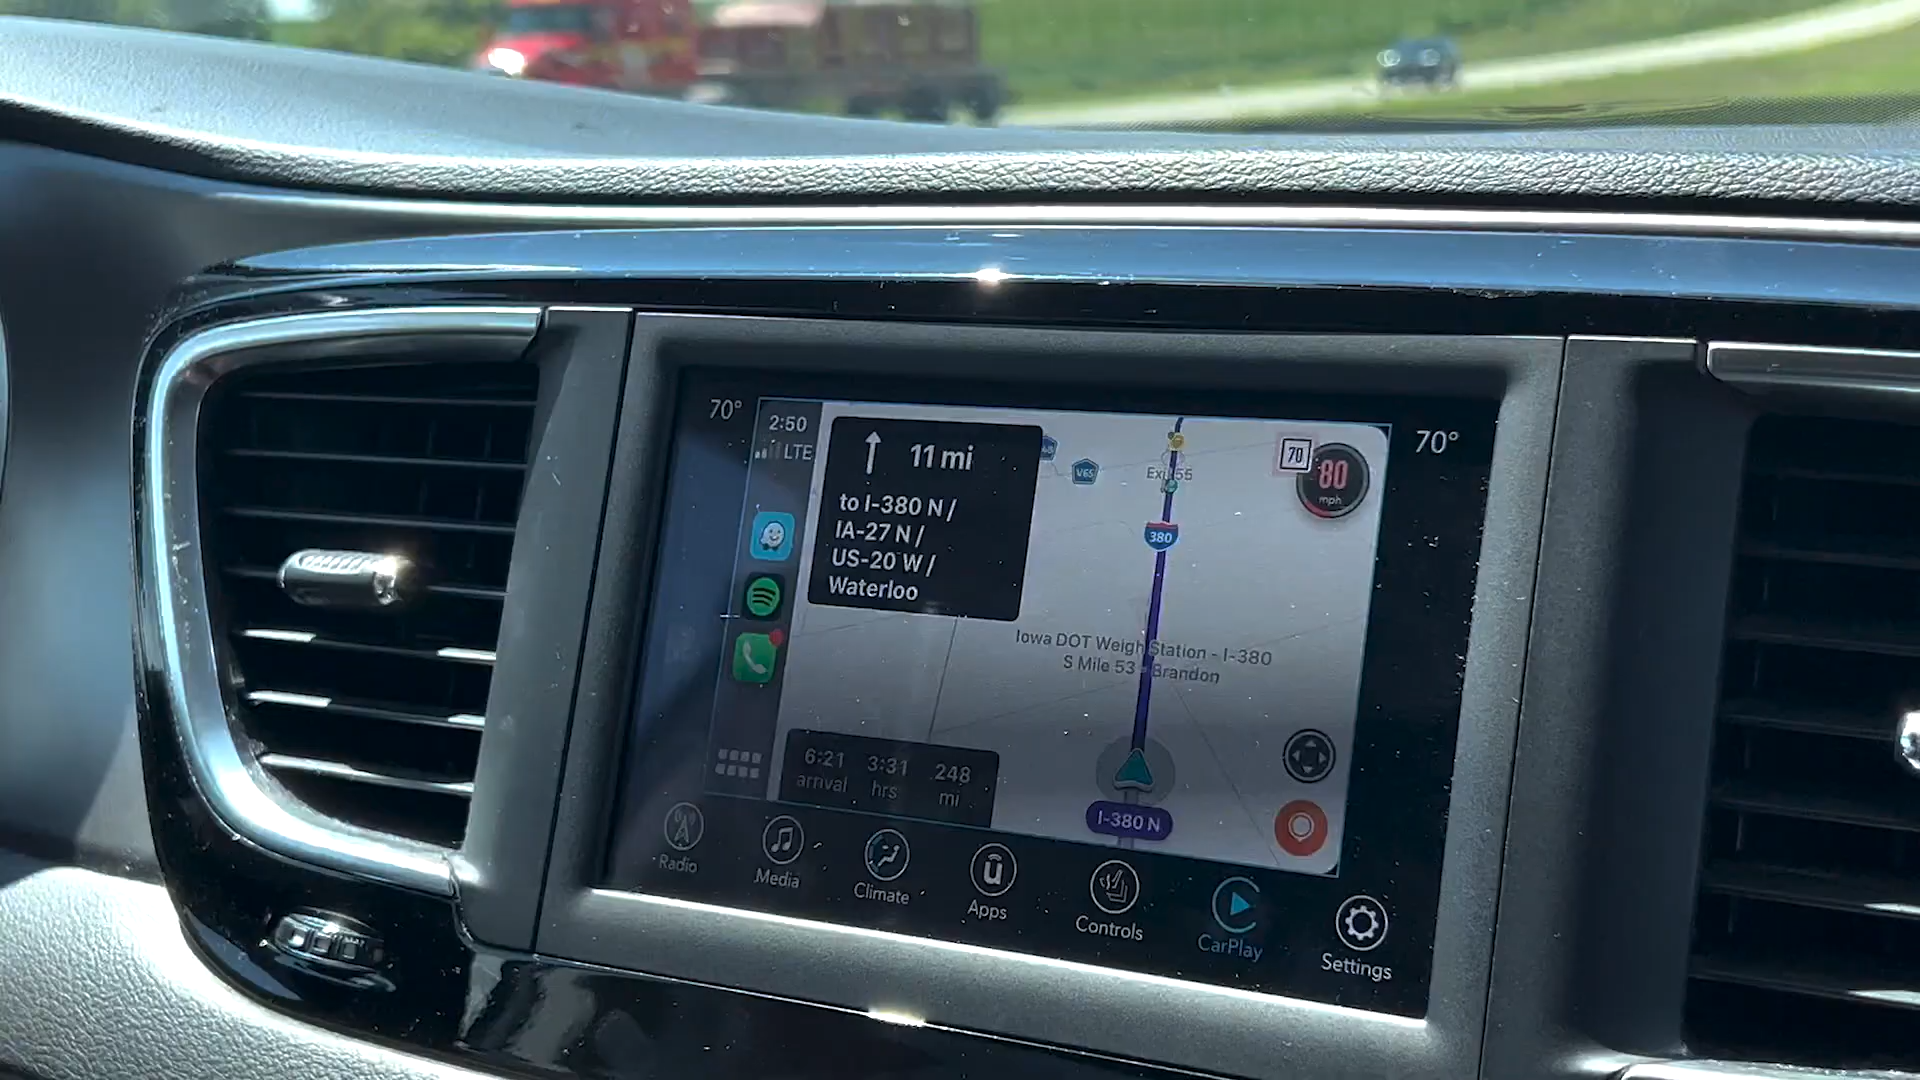 70°
2:50
LTE
11 mi
to I-380 N /
IA-27 N /
US-20 W /
Waterloo
V65
Exit 55
70
80
mph
70°
380
Iowa DOT Weigh Station - I-380
S Mile 53 - Brandon
6:21
arrival
3:31
hrs
248
mi
I-380 N
Radio
Media
Climate
Apps
Controls
CarPlay
Settings